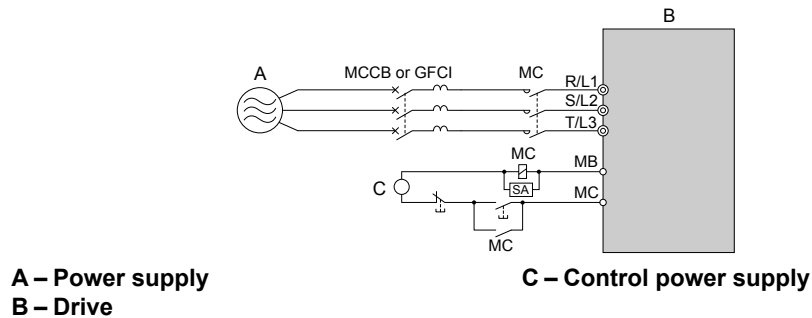 B
A
MCCB or GFCI
MC
R/L1
S/L2
T/L3
MC
MB
C
SA
MC
MC
A – Power supply
B – Drive
C – Control power supply